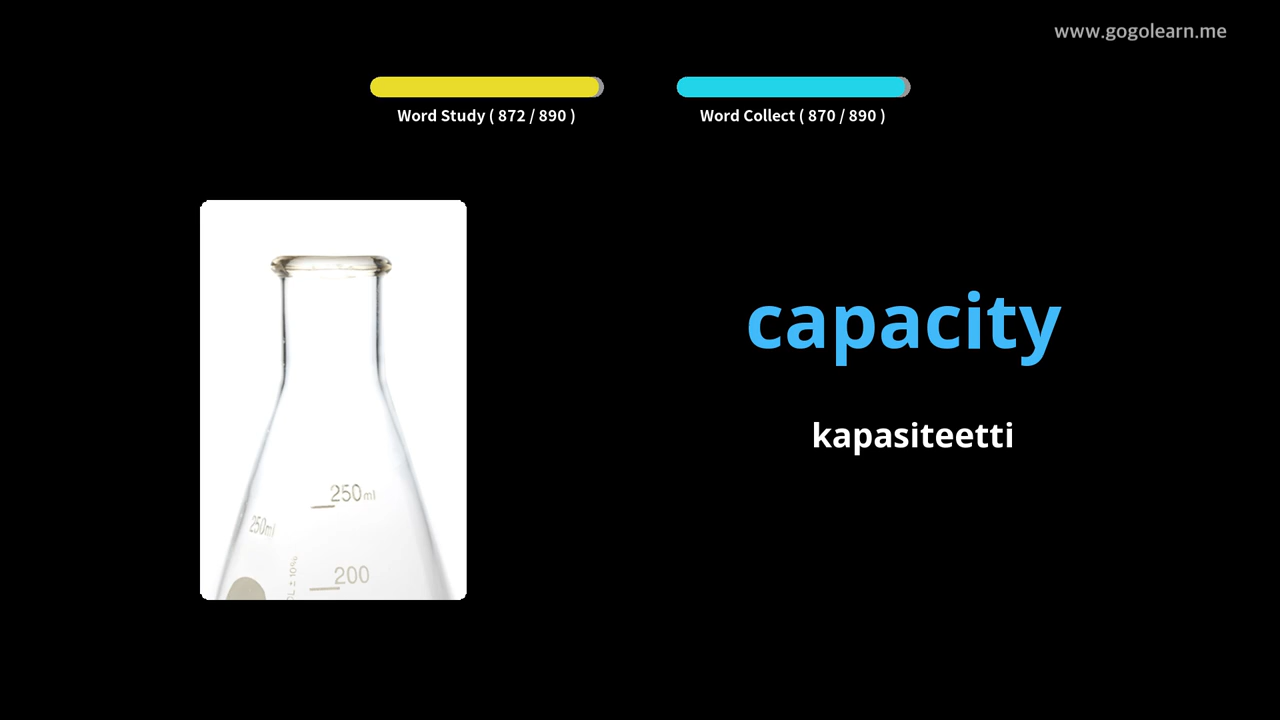 www.gogolearn.me
Word Study ( 872 / 890 )
Word Collect ( 870 / 890 )
capacity
kapasiteetti
250ml
250ml
200